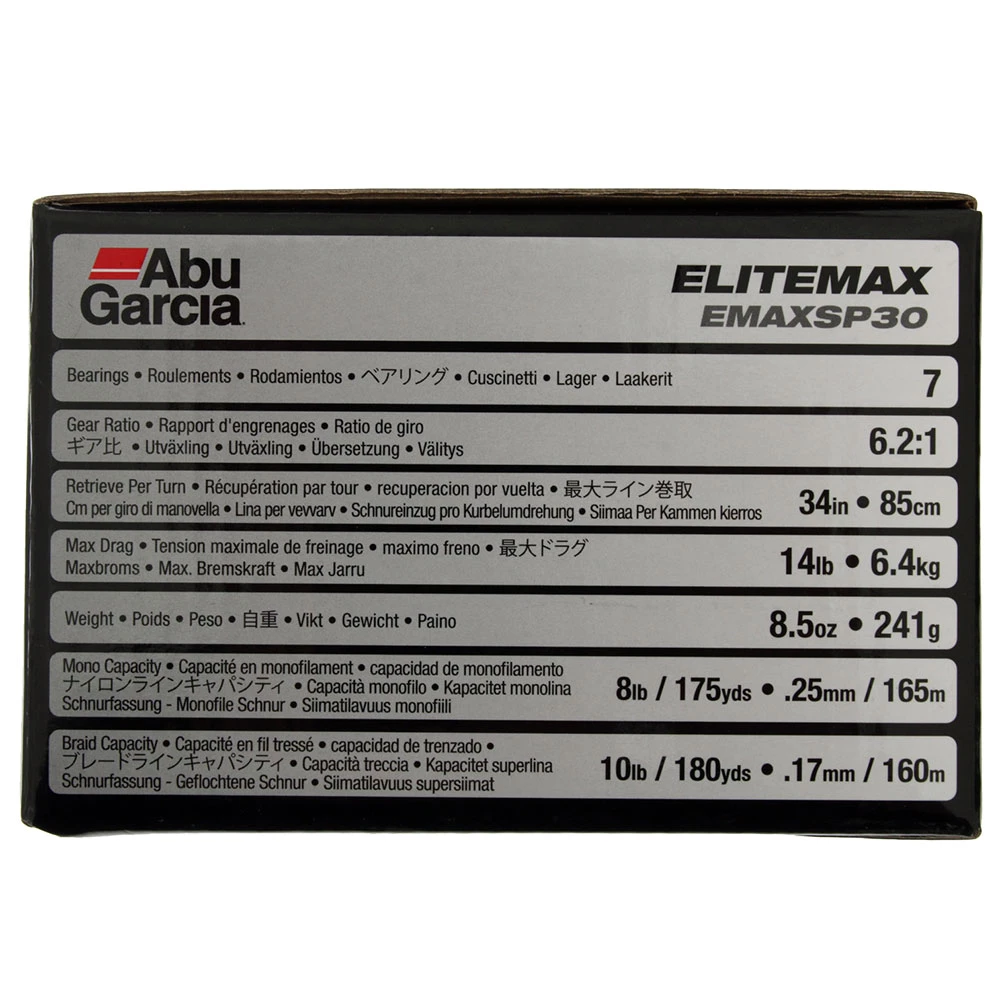 Abu
Garcia
ELITEMAX
EMAXSP30
Bearings • Roulements • Rodamientos • ベアリング • Cuscinetti • Lager • Laakerit
7
Gear Ratio • Rapport d'engrenages • Ratio de giro
ギア比 • Utväxling • Utväxling • Übersetzung • Välitys
6.2:1
Retrieve Per Turn • Récupération par tour • recuperacion por vuelta • 最大ライン巻取
Cm per giro di manovella • Lina per vevvarv • Schnureinzug pro Kurbelumdrehung • Siimaa Per Kammen kierros
34in • 85cm
Max Drag • Tension maximale de freinage • maximo freno • 最大ドラグ
Maxbroms • Max. Bremskraft • Max Jarru
14lb • 6.4kg
Weight • Poids • Peso • 自重 • Vikt • Gewicht • Paino
8.5oz • 241g
Mono Capacity • Capacité en monofilament • capacidad de monofilamento
ナイロンラインキャパシティ • Capacità monofilo • Kapacitet monolina
Schnurfassung - Monofile Schnur • Siimatilavuus monofiili
8lb / 175yds • .25mm / 165m
Braid Capacity • Capacité en fil tressé • capacidad de trenzado •
ブレードラインキャパシティ • Capacità treccia • Kapasitet superlina
Schnurfassung - Geflochtene Schnur • Siimatilavuus supersiimat
10lb / 180yds • .17mm / 160m